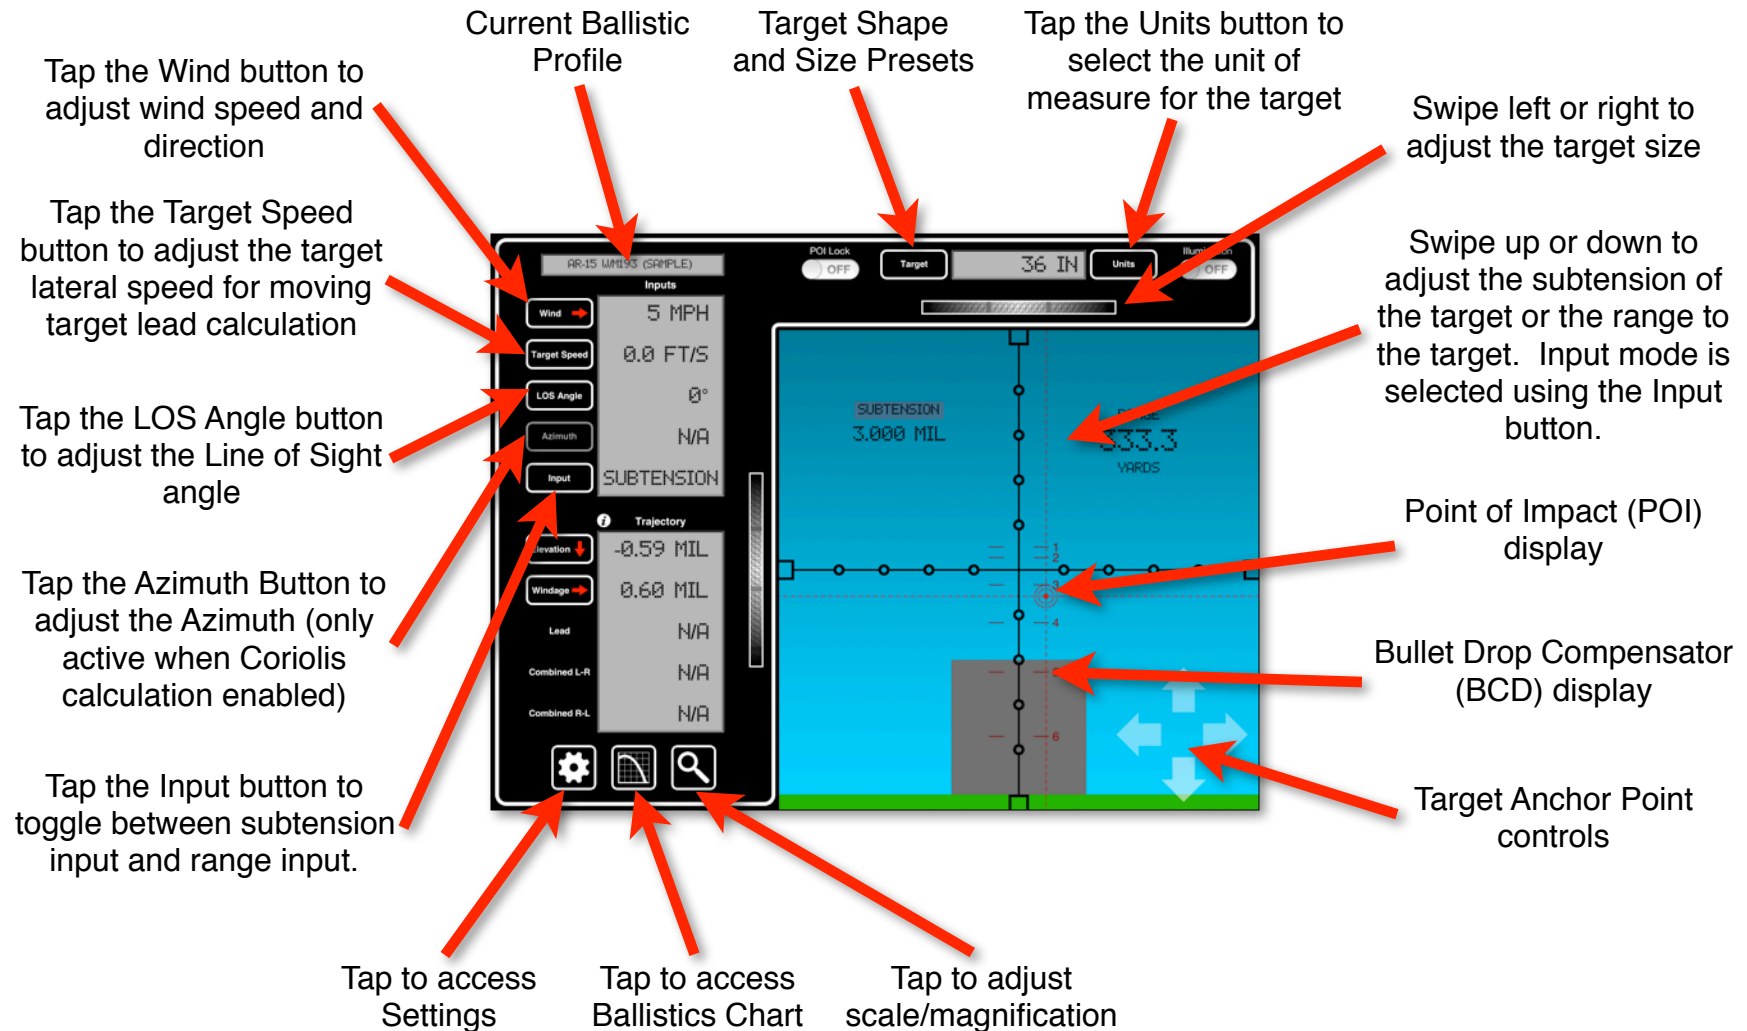 Current Ballistic
Profile
Target Shape
and Size Presets
Tap the Units button to
select the unit of
measure for the target
Tap the Wind button to
adjust wind speed and
direction
Swipe left or right to
adjust the target size
Tap the Target Speed
button to adjust the target
lateral speed for moving
target lead calculation
Swipe up or down to
adjust the subtension of
the target or the range to
the target.  Input mode is
selected using the Input
button.
Tap the LOS Angle button
to adjust the Line of Sight
angle
Point of Impact (POI)
display
Tap the Azimuth Button to
adjust the Azimuth (only
active when Coriolis
calculation enabled)
Bullet Drop Compensator
(BCD) display
Tap the Input button to
toggle between subtension
input and range input.
Target Anchor Point
controls
Tap to access
Settings
Tap to access
Ballistics Chart
Tap to adjust
scale/magnification
AR-15 WM193 (SAMPLE)
POI Lock
OFF
Target
36 IN
Units
OFF
Inputs
Wind
5 MPH
Target Speed
0.0 FT/S
LOS Angle
0°
Azimuth
N/A
Input
SUBTENSION
i Trajectory
Elevation
-0.59 MIL
Windage
0.60 MIL
Lead
N/A
Combined L-R
N/A
Combined R-L
N/A
SUBTENSION
3.000 MIL
333.3
YARDS
1
2
3
4
6